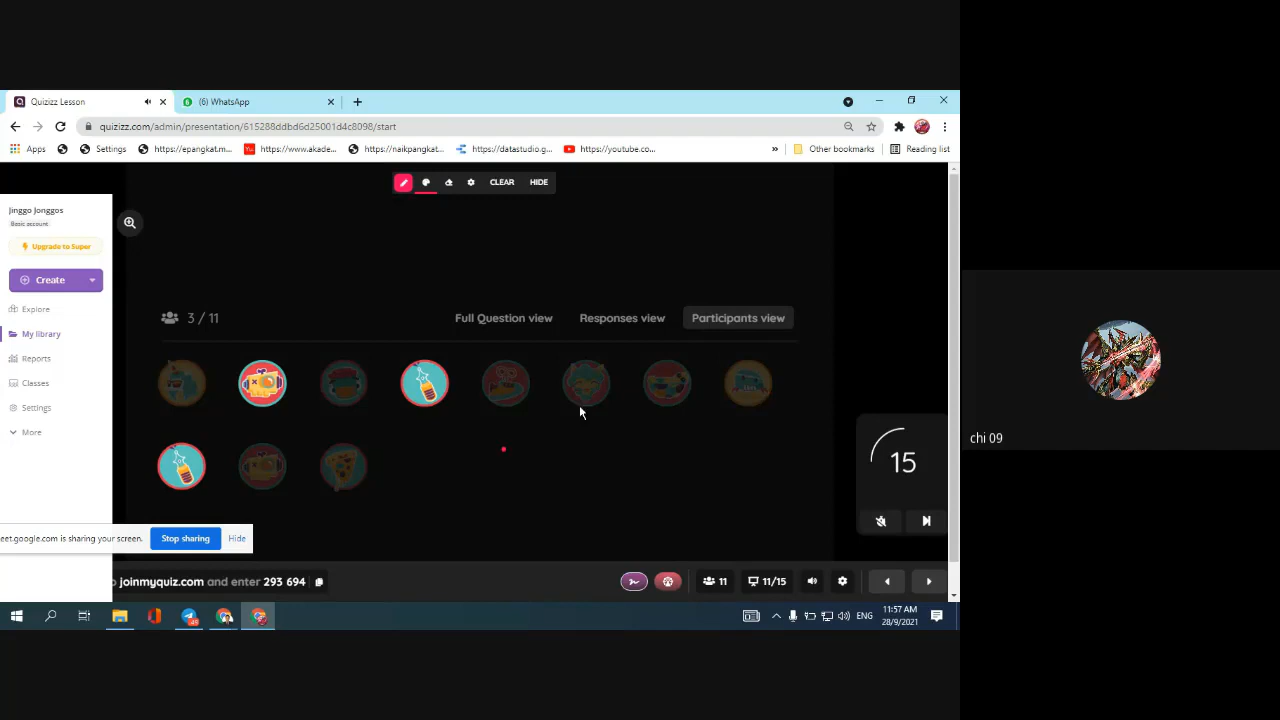 Quizizz Lesson
(6) WhatsApp
quizizz.com/admin/presentation/615288ddbd6d25001d4c8098/start
Apps Settings https://epangkat.m... https://www.akade... https://naikpangkat... https://datastudio.g... https://youtube.co... » Other bookmarks Reading list
CLEAR HIDE
Jinggo Jonggos
Basic account
Upgrade to Super
Create
Explore
My library
Reports
Classes
Settings
More
3 / 11 Full Question view Responses view Participants view
15
eet.google.com is sharing your screen. Stop sharing Hide
joinmyquiz.com and enter 293 694
11 11/15
ENG 11:57 AM
28/9/2021
chi 09